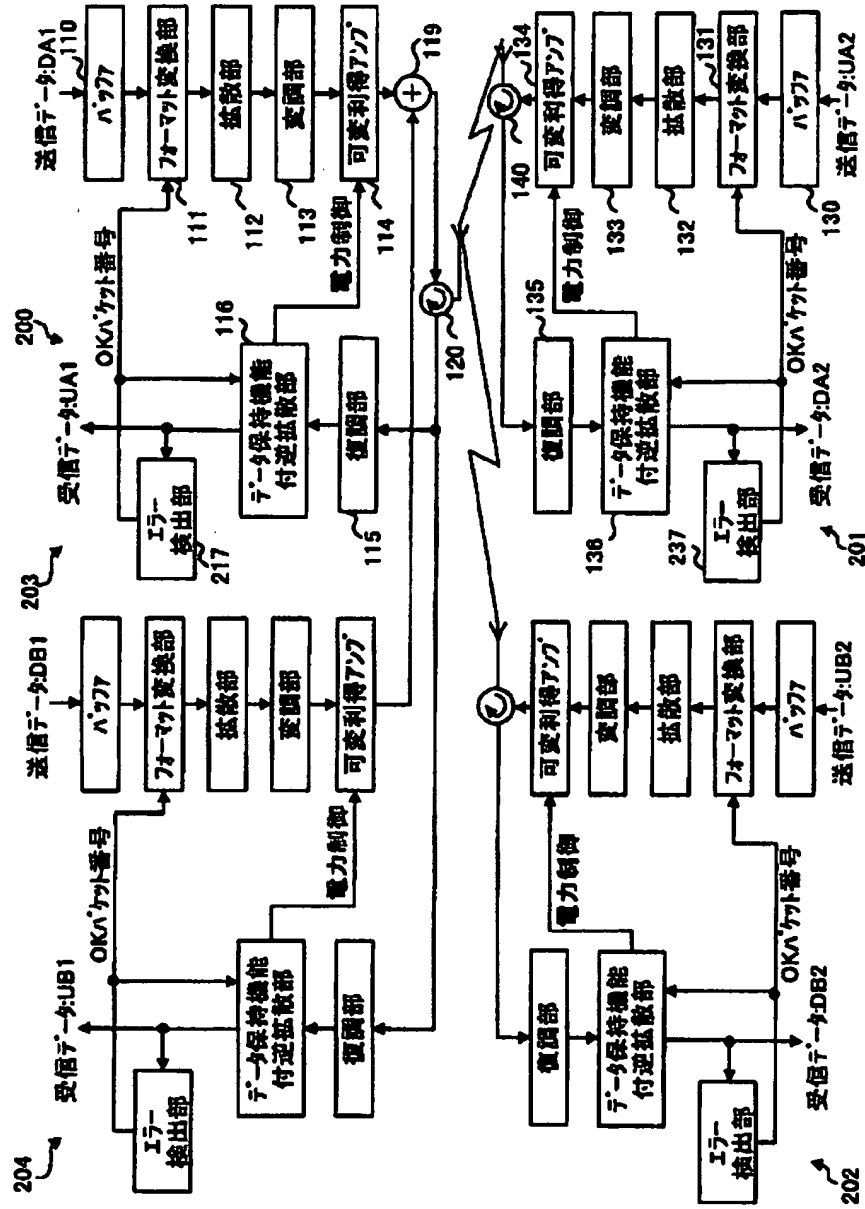 200
203
204
送信データ:DA1
110
バッファ
フォーマット変換部
111
拡散部
112
変調部
113
可変利得アンプ
114
119
OKパケット番号
受信データ:UA1
エラー
検出部
217
116
データ保持機能
付逆拡散部
電力制御
復調部
115
120
送信データ:DB1
バッファ
フォーマット変換部
拡散部
変調部
可変利得アンプ
OKパケット番号
受信データ:UB1
エラー
検出部
データ保持機能
付逆拡散部
電力制御
復調部
140
134
可変利得アンプ
変調部
133
拡散部
132
131
フォーマット変換部
バッファ
130
送信データ:UA2
電力制御
135
復調部
データ保持機能
付逆拡散部
136
エラー
検出部
237
OKパケット番号
受信データ:DA2
201
可変利得アンプ
変調部
拡散部
フォーマット変換部
バッファ
送信データ:UB2
電力制御
復調部
データ保持機能
付逆拡散部
エラー
検出部
OKパケット番号
受信データ:DB2
202